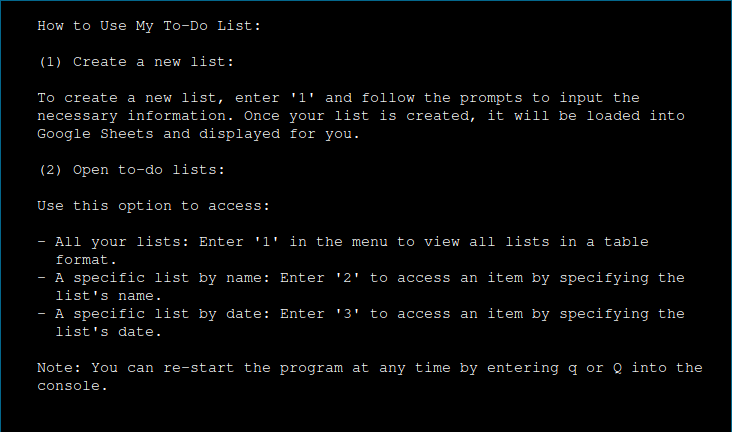 How to Use My To-Do List:
(1) Create a new list:
To create a new list, enter '1' and follow the prompts to input the
necessary information. Once your list is created, it will be loaded into
Google Sheets and displayed for you.
(2) Open to-do lists:
Use this option to access:
- All your lists: Enter '1' in the menu to view all lists in a table
format.
- A specific list by name: Enter '2' to access an item by specifying the
list's name.
- A specific list by date: Enter '3' to access an item by specifying the
list's date.
Note: You can re-start the program at any time by entering q or Q into the
console.